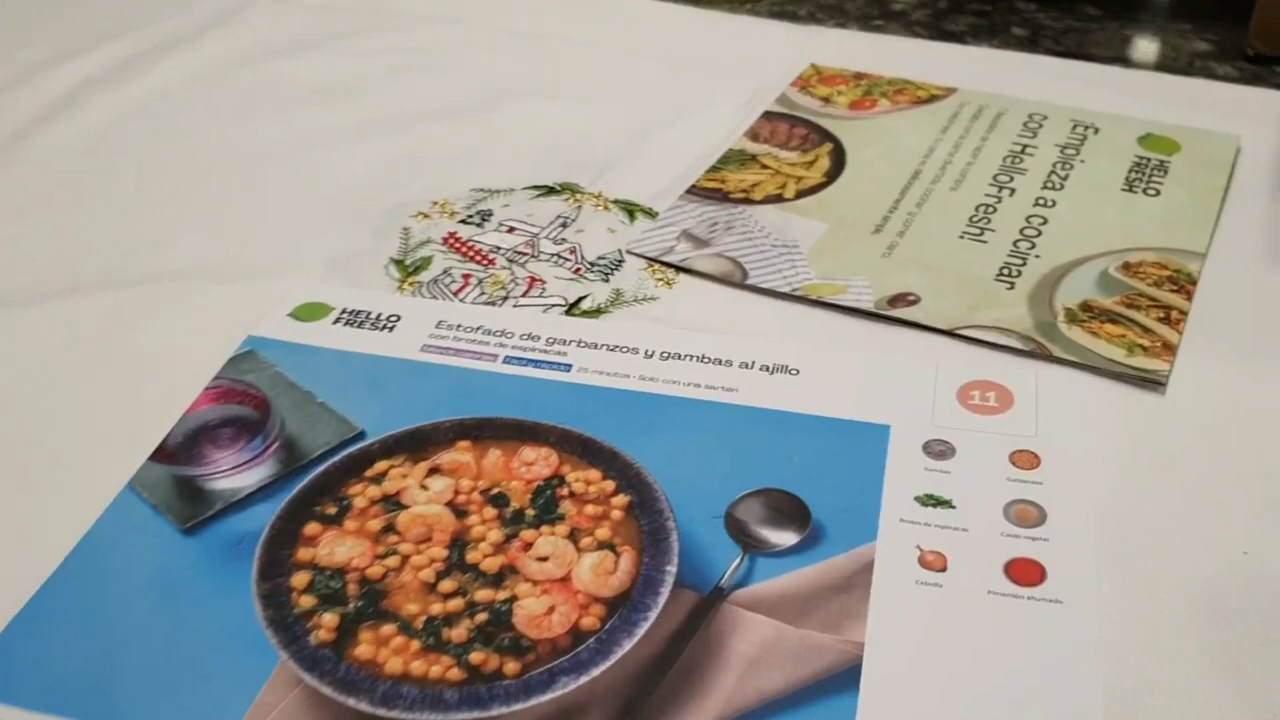 HELLO
FRESH
¡Empieza a cocinar
con HelloFresh!
HELLO
FRESH
Estofado de garbanzos y gambas al ajillo
con brotes de espinacas
Fácil y rápido
25 minutos • Solo con una sartén
11
Gambas
Garbanzos
Brotes de espinacas
Caldo vegetal
Cebolla
Pimentón ahumado